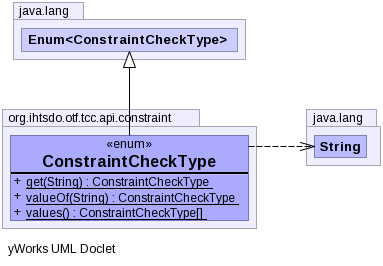 java.lang
Enum<ConstraintCheckType>
org.ihtsdo.otf.tcc.api.constraint
java.lang
«enum»
ConstraintCheckType
String
+ get(String) : ConstraintCheckType
+ valueOf(String) : ConstraintCheckType
+ values() : ConstraintCheckType[]
yWorks UML Doclet